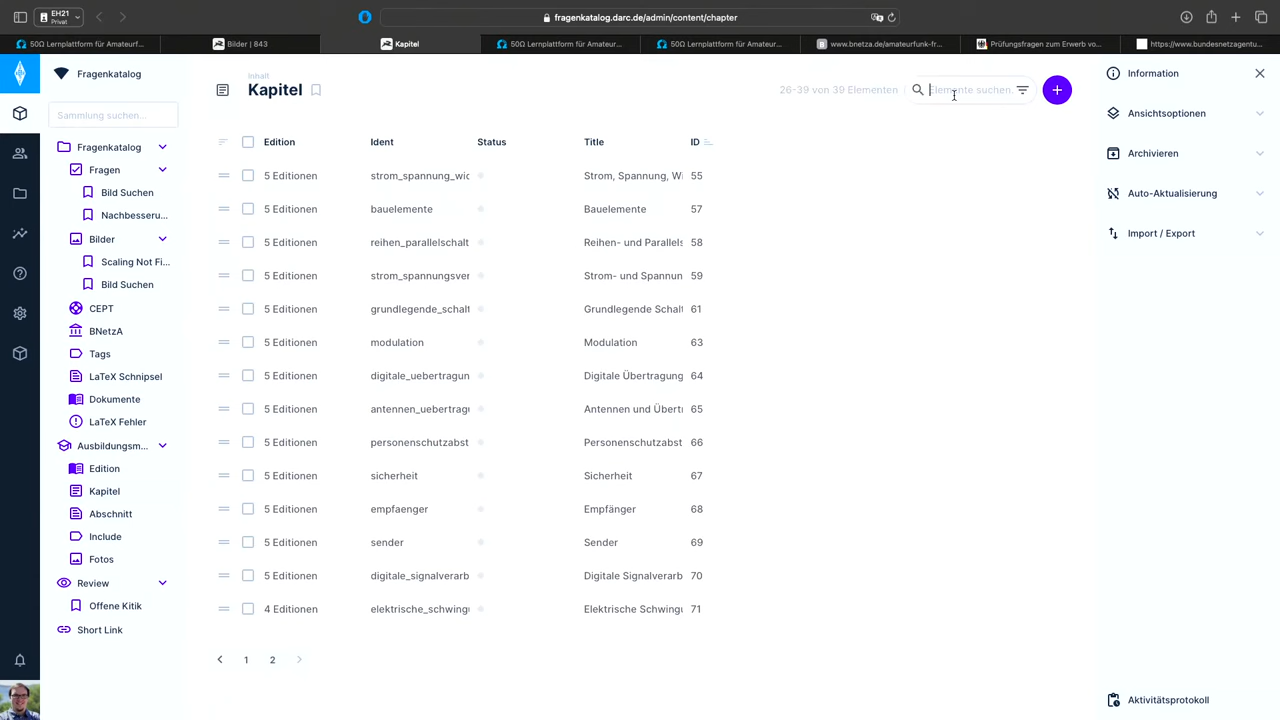 EH21
Privat
fragenkatalog.darc.de/admin/content/chapter
50Ω Lernplattform für Amateurf...
Bilder | 843
Kapitel
50Ω Lernplattform für Amateur...
50Ω Lernplattform für Amateur...
B
www.bnetza.de/amateurfunk-fr...
Prüfungsfragen zum Erwerb vo...
https://www.bundesnetzagentu...
Fragenkatalog
Sammlung suchen...
Fragenkatalog
Fragen
Bild Suchen
Nachbesseru...
Bilder
Scaling Not Fi...
Bild Suchen
CEPT
BNetzA
Tags
LaTeX Schnipsel
Dokumente
LaTeX Fehler
Ausbildungsm...
Edition
Kapitel
Abschnitt
Include
Fotos
Review
Offene Kitik
Short Link
Inhalt
Kapitel
26-39 von 39 Elementen
Elemente suchen...
Edition Ident Status Title ID
5 Editionen strom_spannung_wic Strom, Spannung, Wi 55
5 Editionen bauelemente Bauelemente 57
5 Editionen reihen_parallelschalt Reihen- und Parallels 58
5 Editionen strom_spannungsver Strom- und Spannun 59
5 Editionen grundlegende_schalt Grundlegende Schalt 61
5 Editionen modulation Modulation 63
5 Editionen digitale_uebertragun Digitale Übertragung 64
5 Editionen antennen_uebertragu Antennen und Übert 65
5 Editionen personenschutzabst Personenschutzabst 66
5 Editionen sicherheit Sicherheit 67
5 Editionen empfaenger Empfänger 68
5 Editionen sender Sender 69
5 Editionen digitale_signalverarb Digitale Signalverarb 70
4 Editionen elektrische_schwingu Elektrische Schwingu 71
1 2
Information
Ansichtsoptionen
Archivieren
Auto-Aktualisierung
Import / Export
Aktivitätsprotokoll